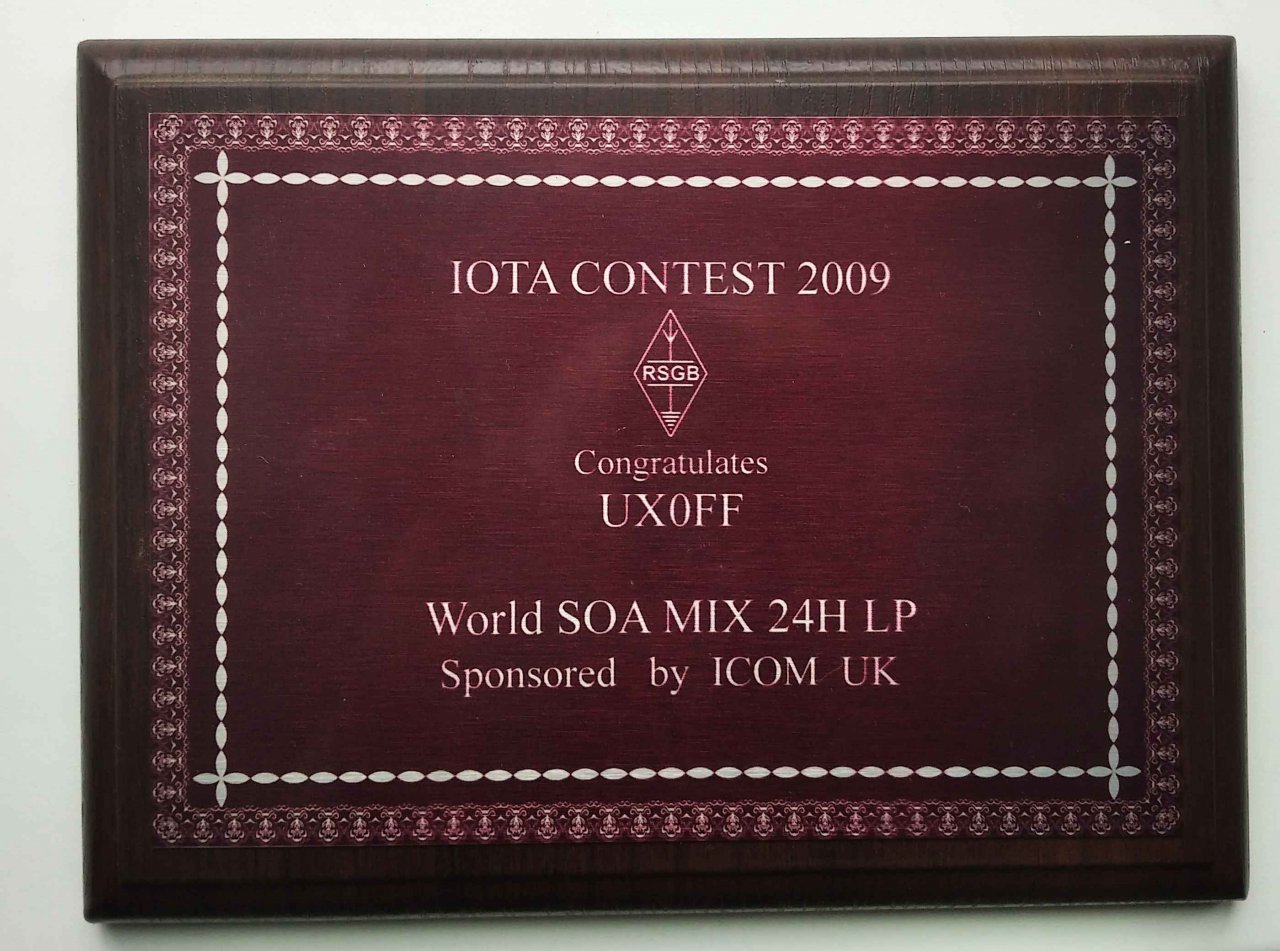 IOTA CONTEST 2009
RSGB
Congratulates
UX0FF
World SOA MIX 24H LP
Sponsored by ICOM UK